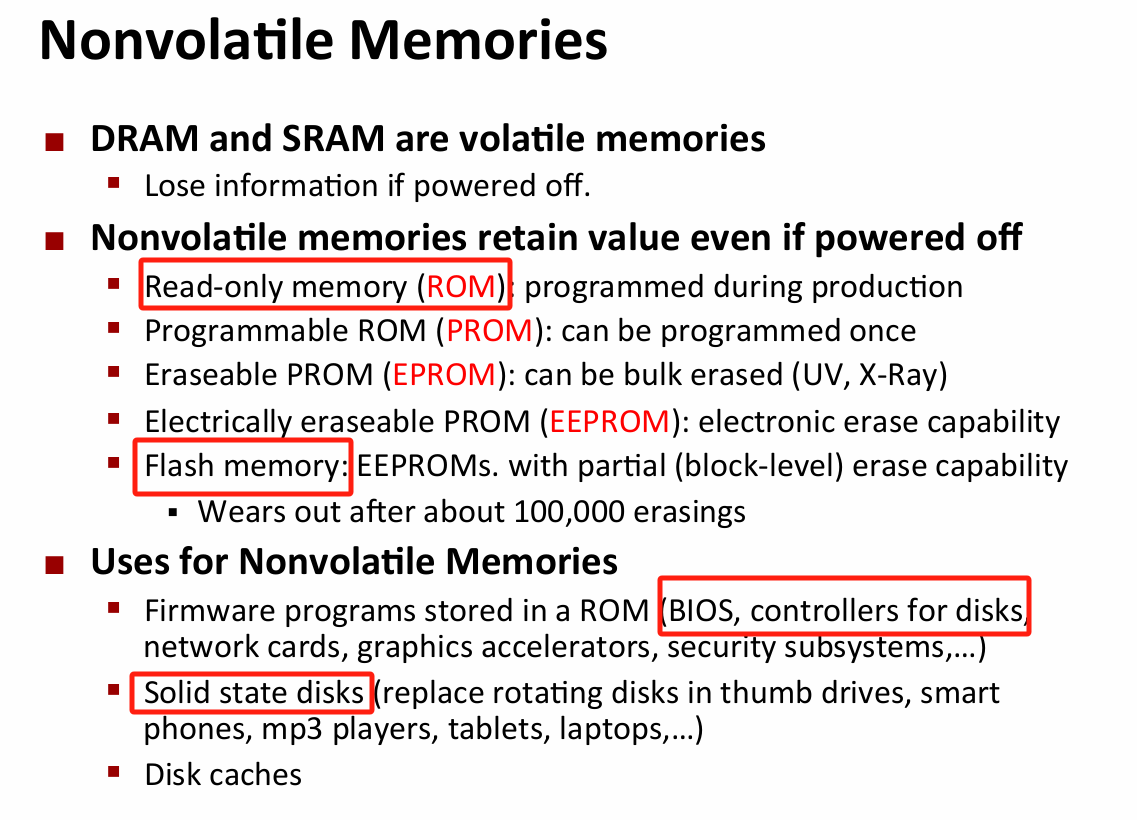 Nonvolatile Memories
■ DRAM and SRAM are volatile memories
▪ Lose information if powered off.
■ Nonvolatile memories retain value even if powered off
▪ Read-only memory (ROM): programmed during production
▪ Programmable ROM (PROM): can be programmed once
▪ Eraseable PROM (EPROM): can be bulk erased (UV, X-Ray)
▪ Electrically eraseable PROM (EEPROM): electronic erase capability
▪ Flash memory: EEPROMs. with partial (block-level) erase capability
▪ Wears out after about 100,000 erasings
■ Uses for Nonvolatile Memories
▪ Firmware programs stored in a ROM (BIOS, controllers for disks,
network cards, graphics accelerators, security subsystems,…)
▪ Solid state disks (replace rotating disks in thumb drives, smart
phones, mp3 players, tablets, laptops,…)
▪ Disk caches